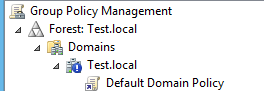 Group Policy Management
Forest: Test.local
Domains
Test.local
Default Domain Policy